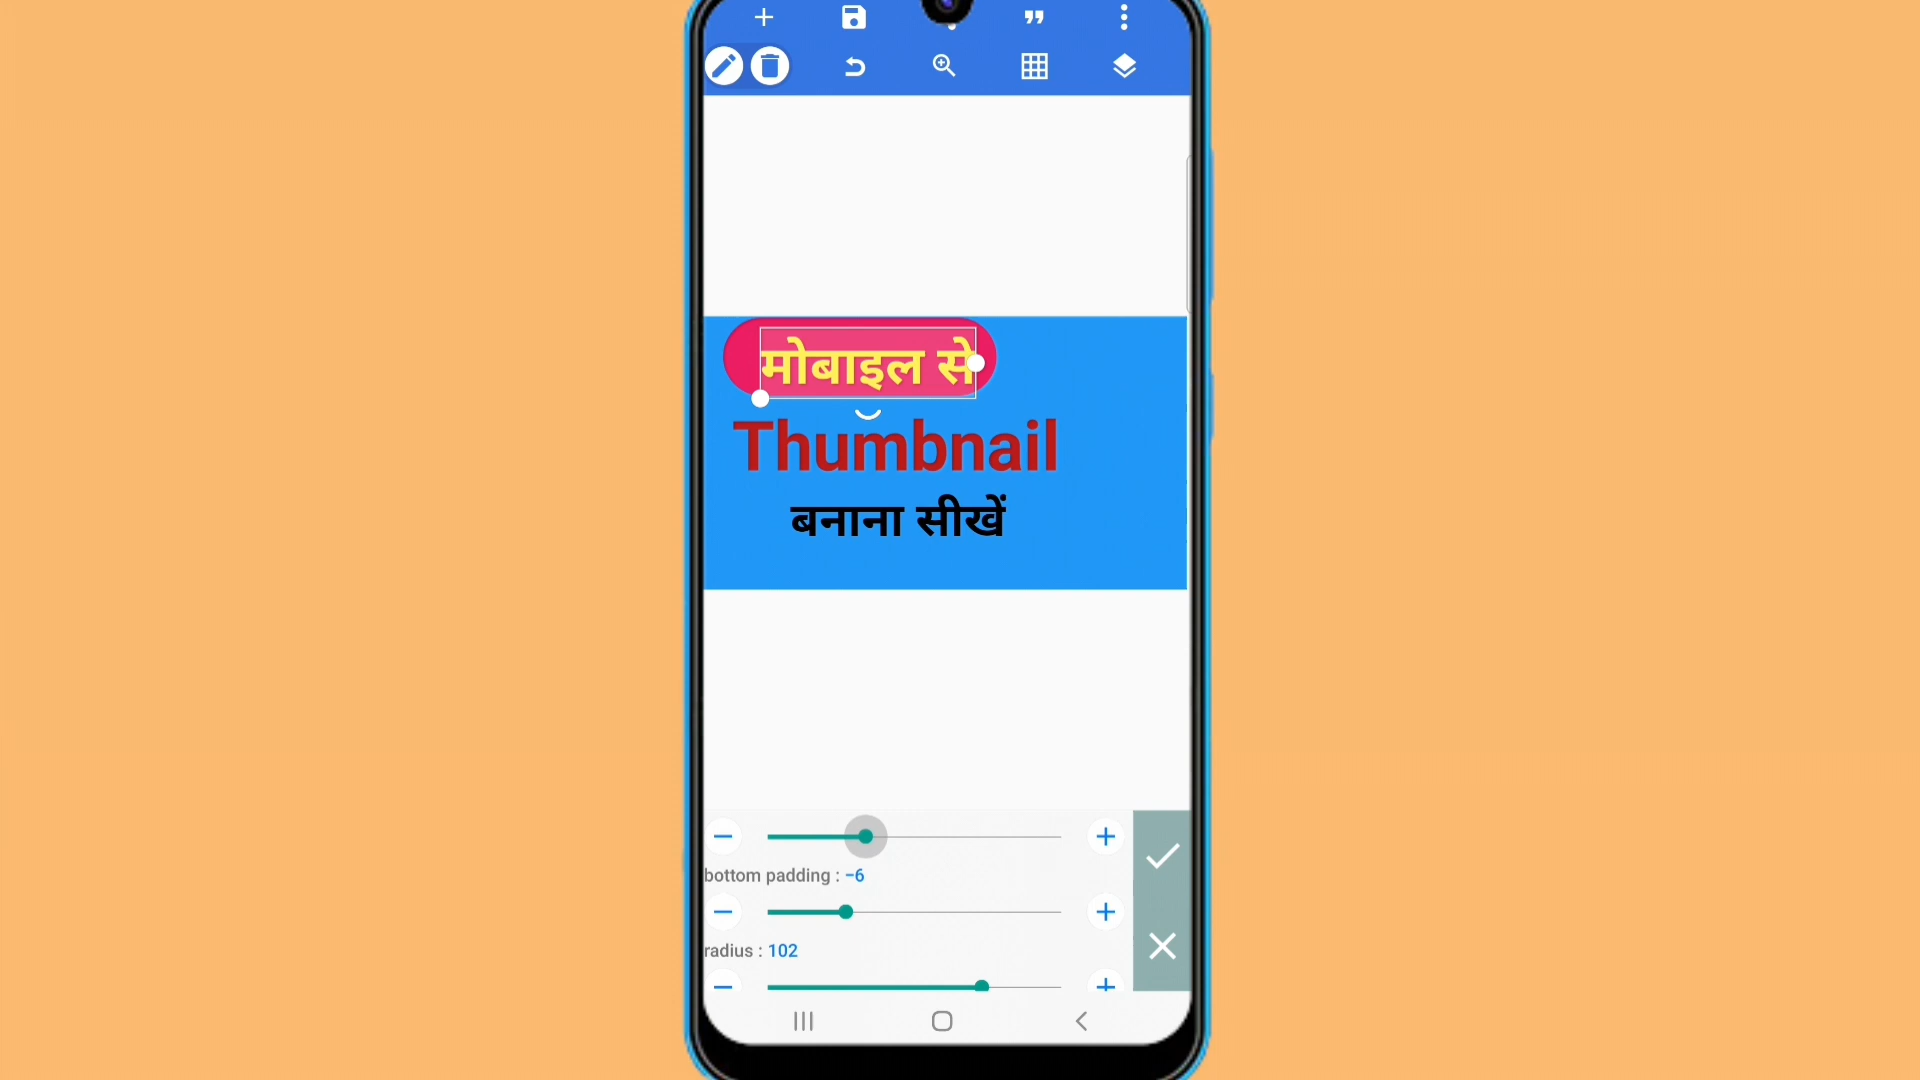 मोबाइल से
Thumbnail
बनाना सीखें
bottom padding : -6
radius : 102